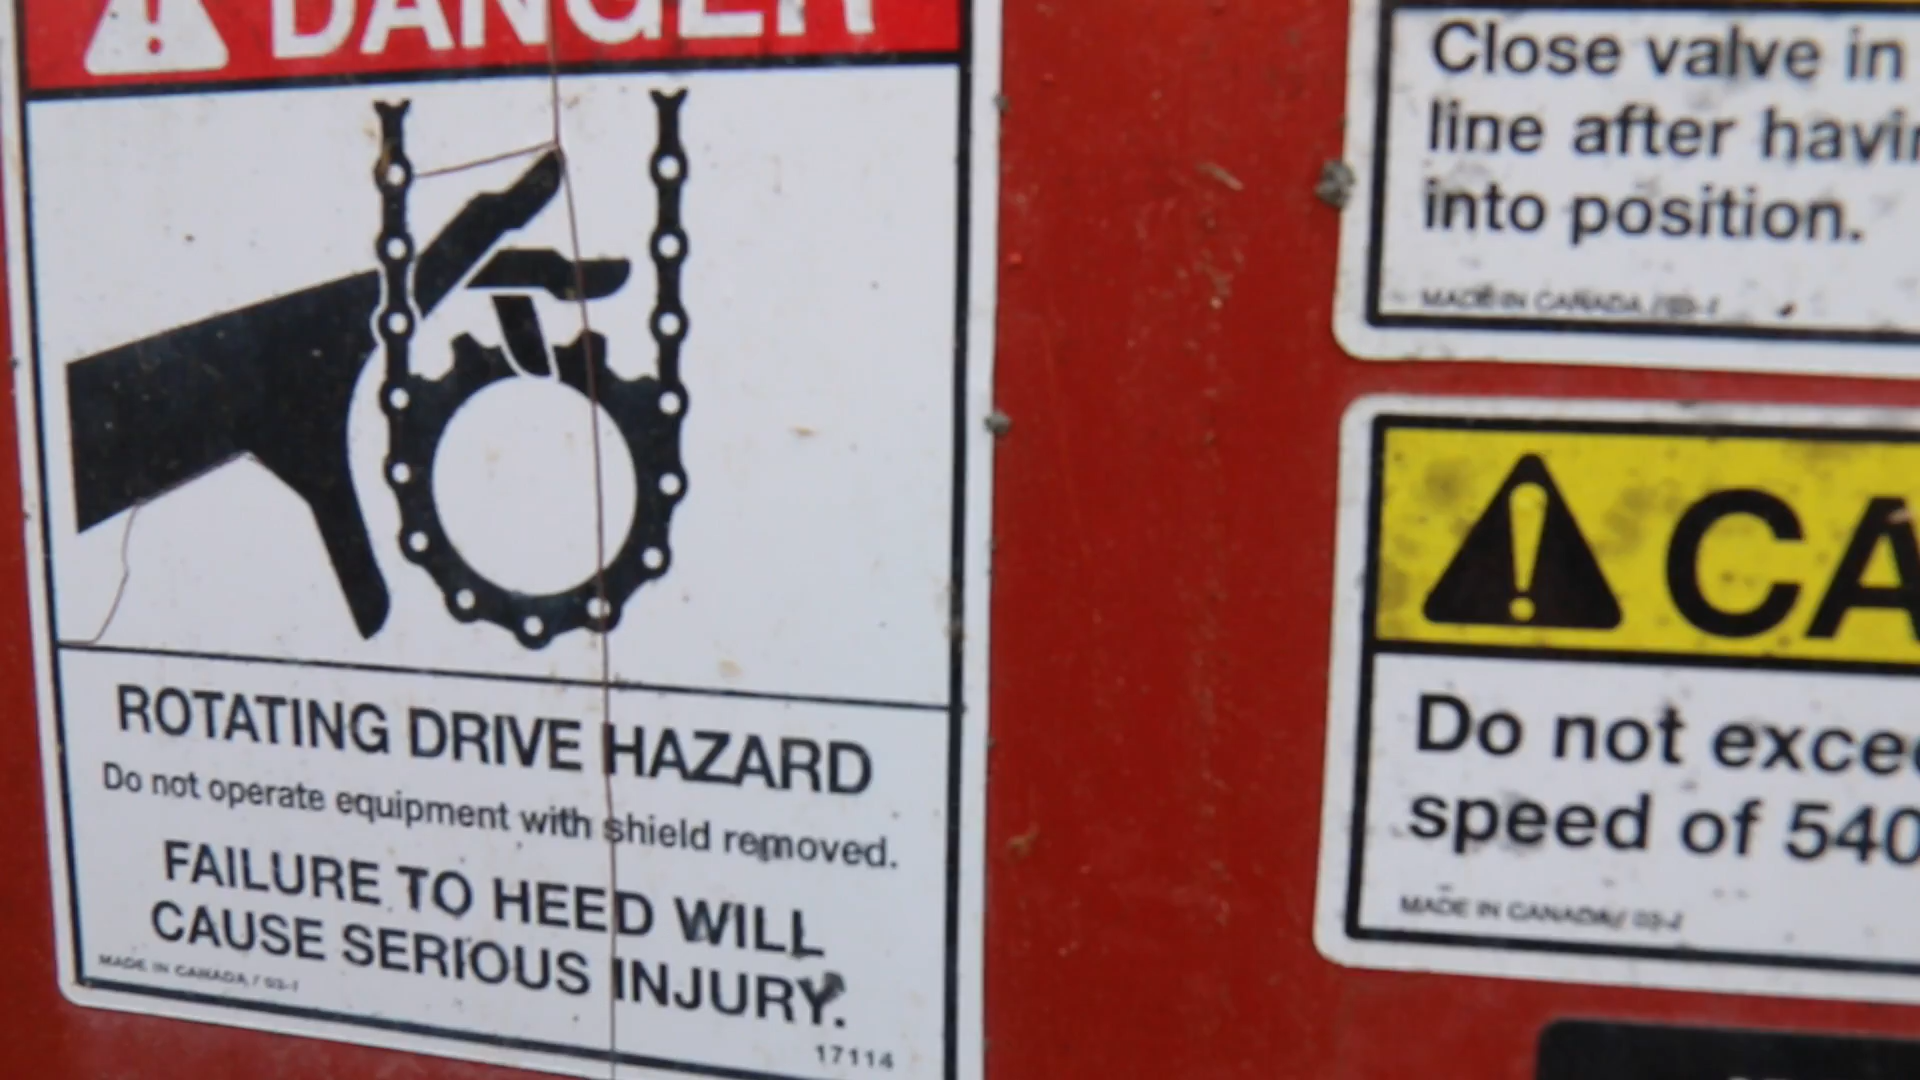 DANGER
ROTATING DRIVE HAZARD
Do not operate equipment with shield removed.
FAILURE TO HEED WILL
CAUSE SERIOUS INJURY.
MADE IN CANADA / 03-1
17114
Close valve in
line after havin
into position.
MADE IN CANADA / 03-1
CA
Do not excee
speed of 540
MADE IN CANADA / 03-2